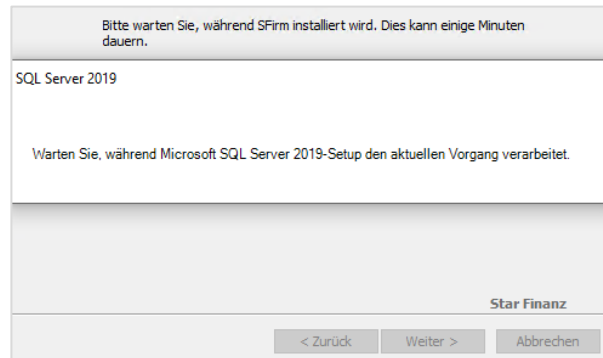 Bitte warten Sie, während SFirm installiert wird. Dies kann einige Minuten
dauern.
SQL Server 2019
Warten Sie, während Microsoft SQL Server 2019-Setup den aktuellen Vorgang verarbeitet.
Star Finanz
< Zurück Weiter > Abbrechen